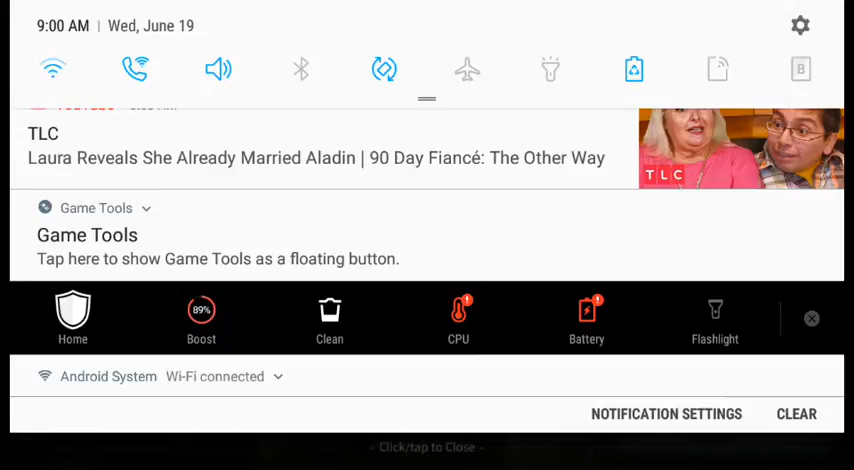 9:00 AM | Wed, June 19
B
TLC
Laura Reveals She Already Married Aladin | 90 Day Fiancé: The Other Way
TLC
Game Tools
Game Tools
Tap here to show Game Tools as a floating button.
89%
Home Boost Clean CPU Battery Flashlight
Android System Wi-Fi connected
NOTIFICATION SETTINGS CLEAR
- Click/tap to Close -